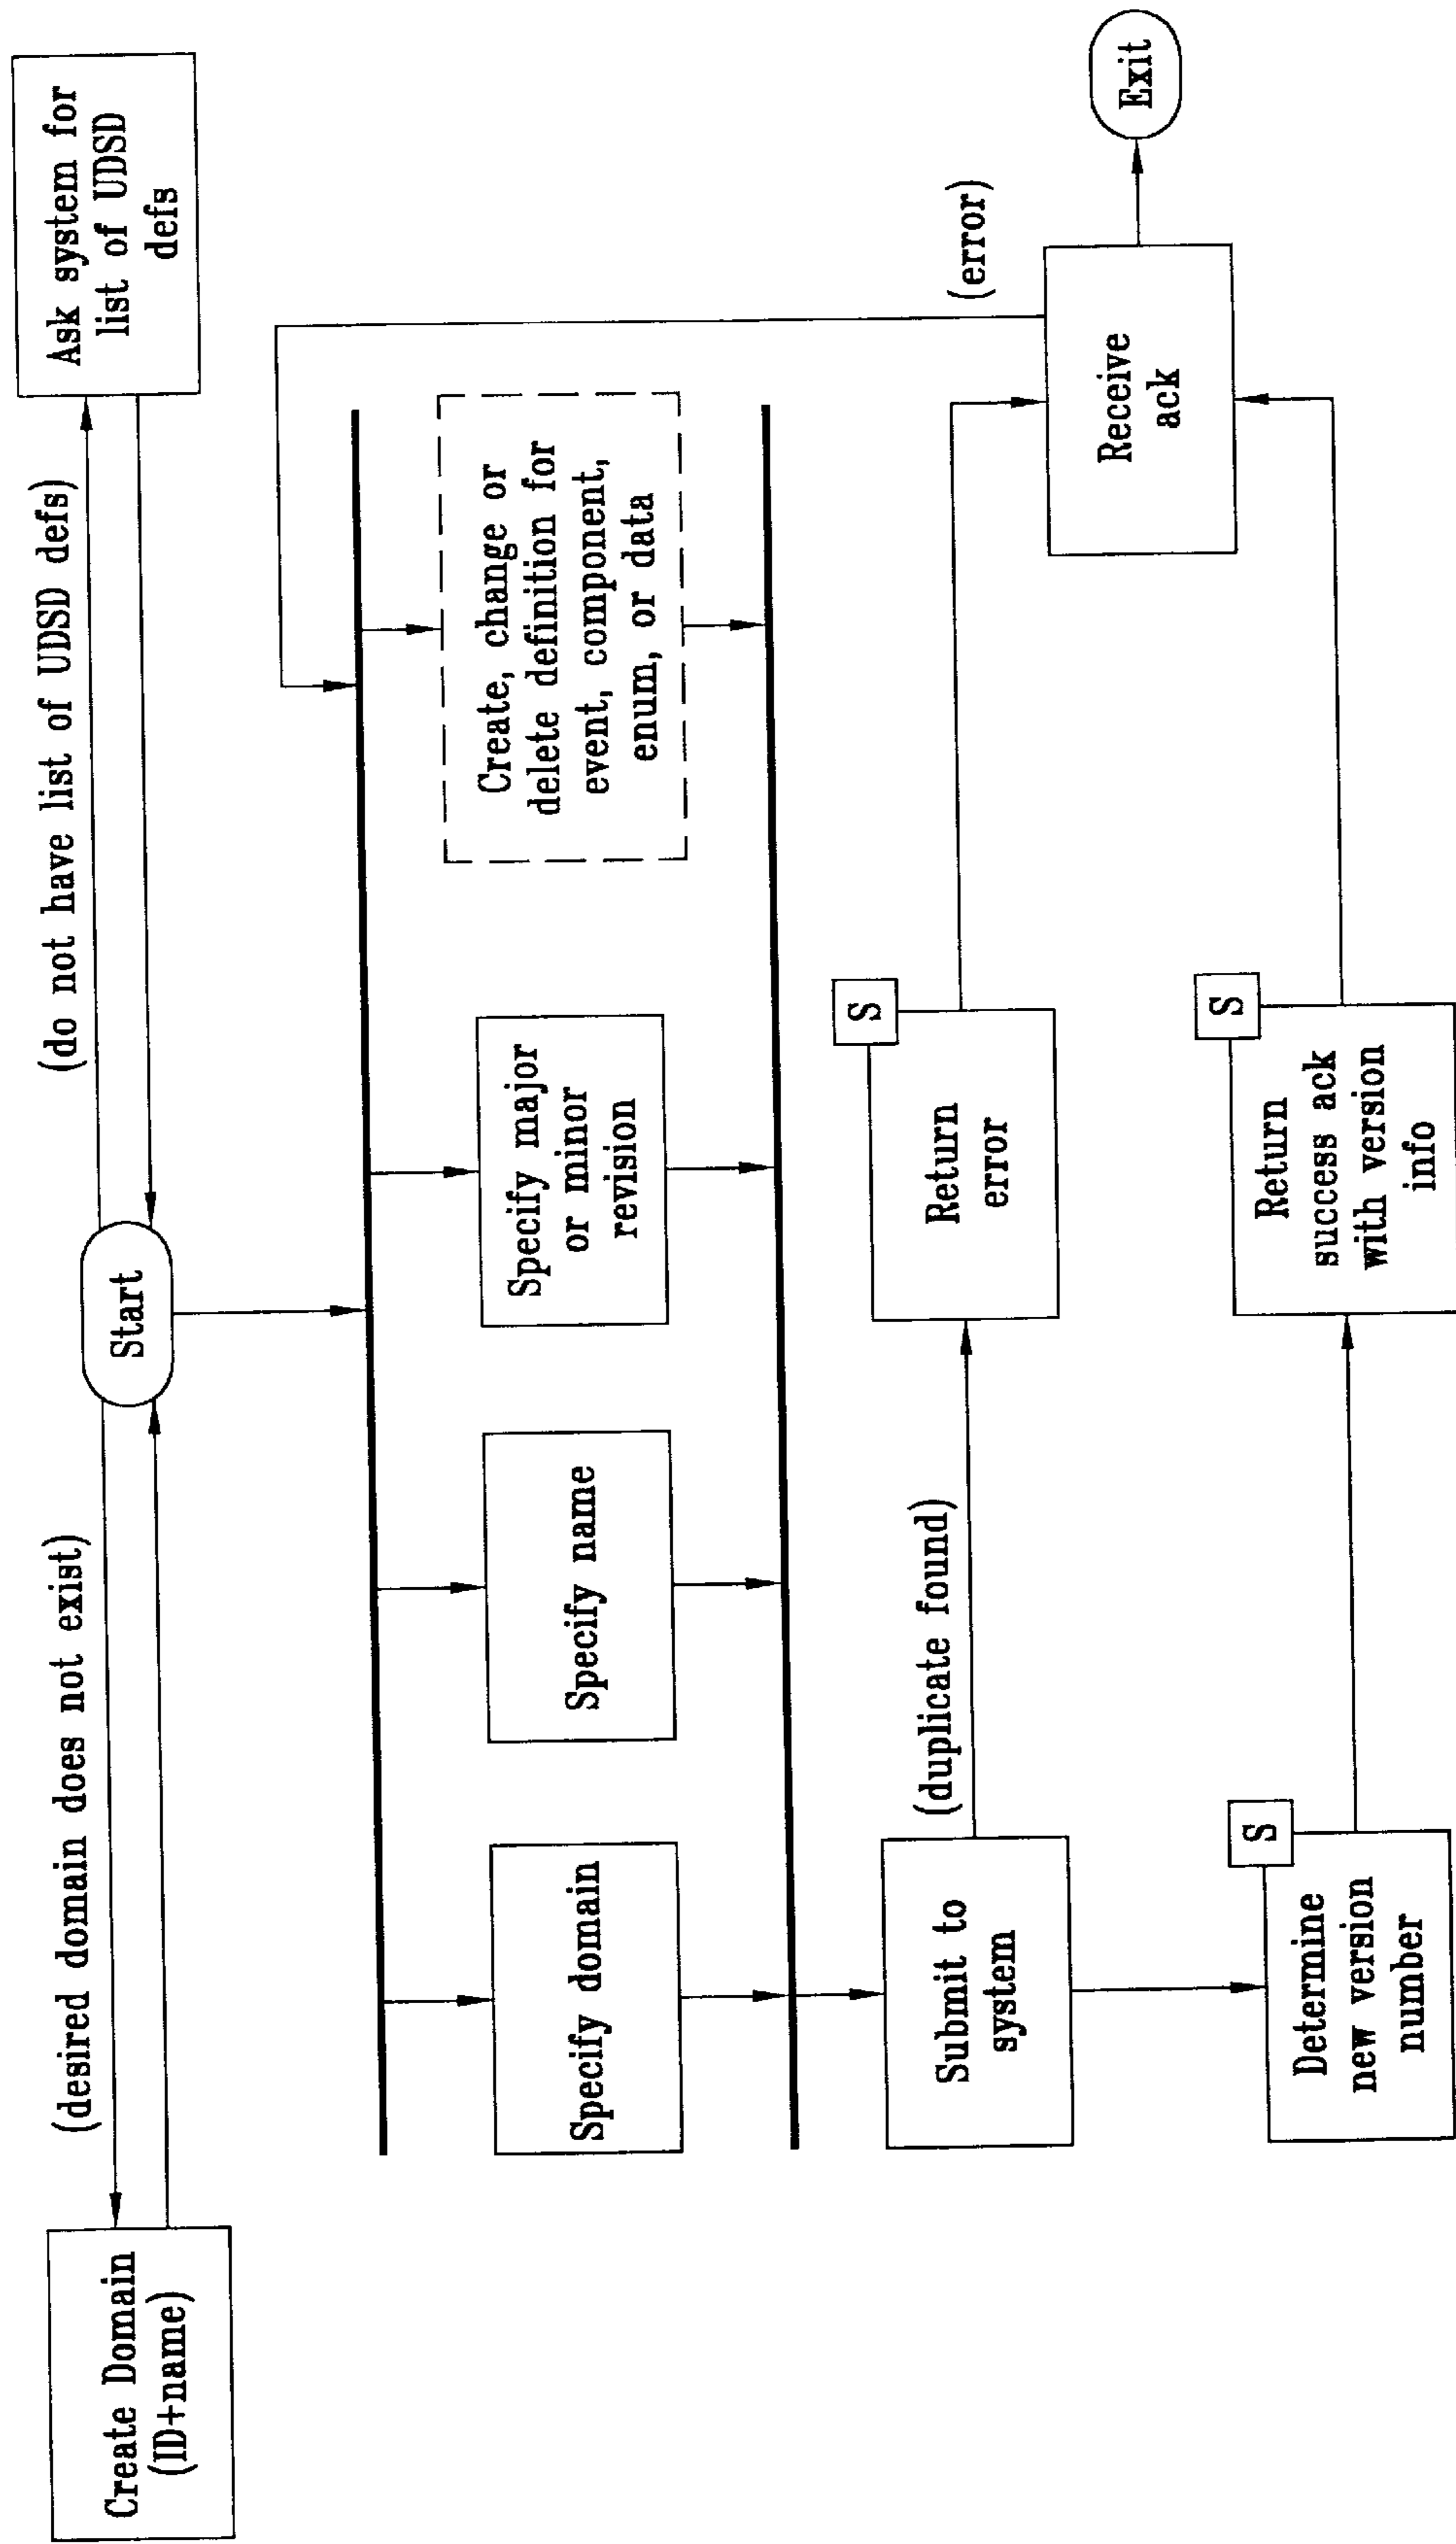 (desired domain does not exist)
(do not have list of UDSD defs)
Create Domain
(ID+name)
Start
Ask system for
list of UDSD
defs
Specify domain
Specify name
Specify major
or minor
revision
Create, change or
delete definition for
event, component,
enum, or data
Submit to
system
(duplicate found)
S
Return
error
(error)
Receive
ack
Exit
S
Determine
new version
number
S
Return
success ack
with version
info